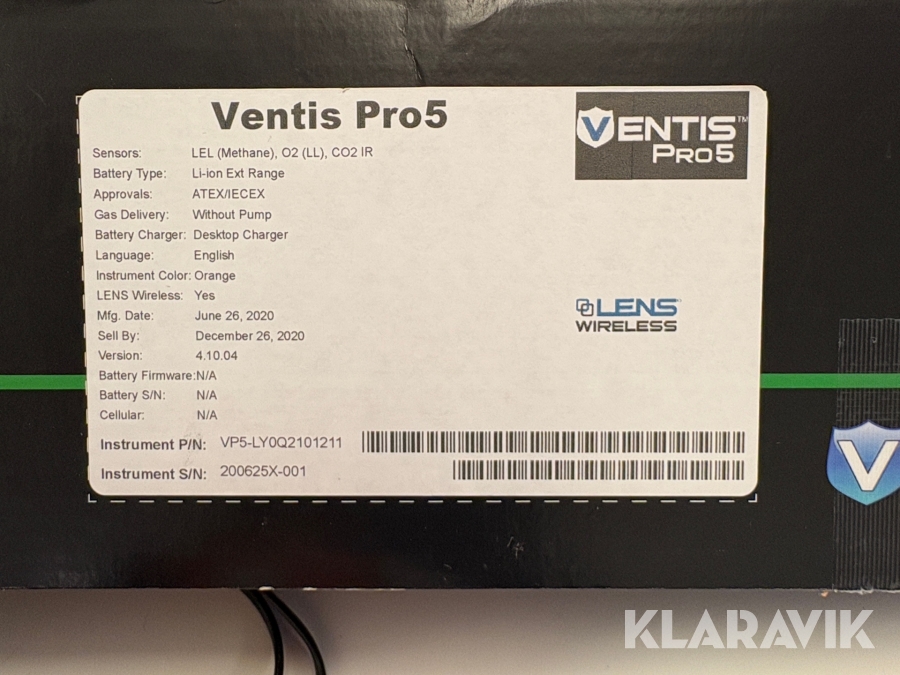 Ventis Pro5
VENTIS™
PRO5
Sensors: LEL (Methane), O2 (LL), CO2 IR
Battery Type: Li-ion Ext Range
Approvals: ATEX/IECEX
Gas Delivery: Without Pump
Battery Charger: Desktop Charger
Language: English
Instrument Color: Orange
LENS Wireless: Yes
Mfg. Date: June 26, 2020
Sell By: December 26, 2020
Version: 4.10.04
Battery Firmware: N/A
Battery S/N: N/A
Cellular: N/A
LENS™
WIRELESS
Instrument P/N: VP5-LY0Q2101211
Instrument S/N: 200625X-001
V
KLARAVIK